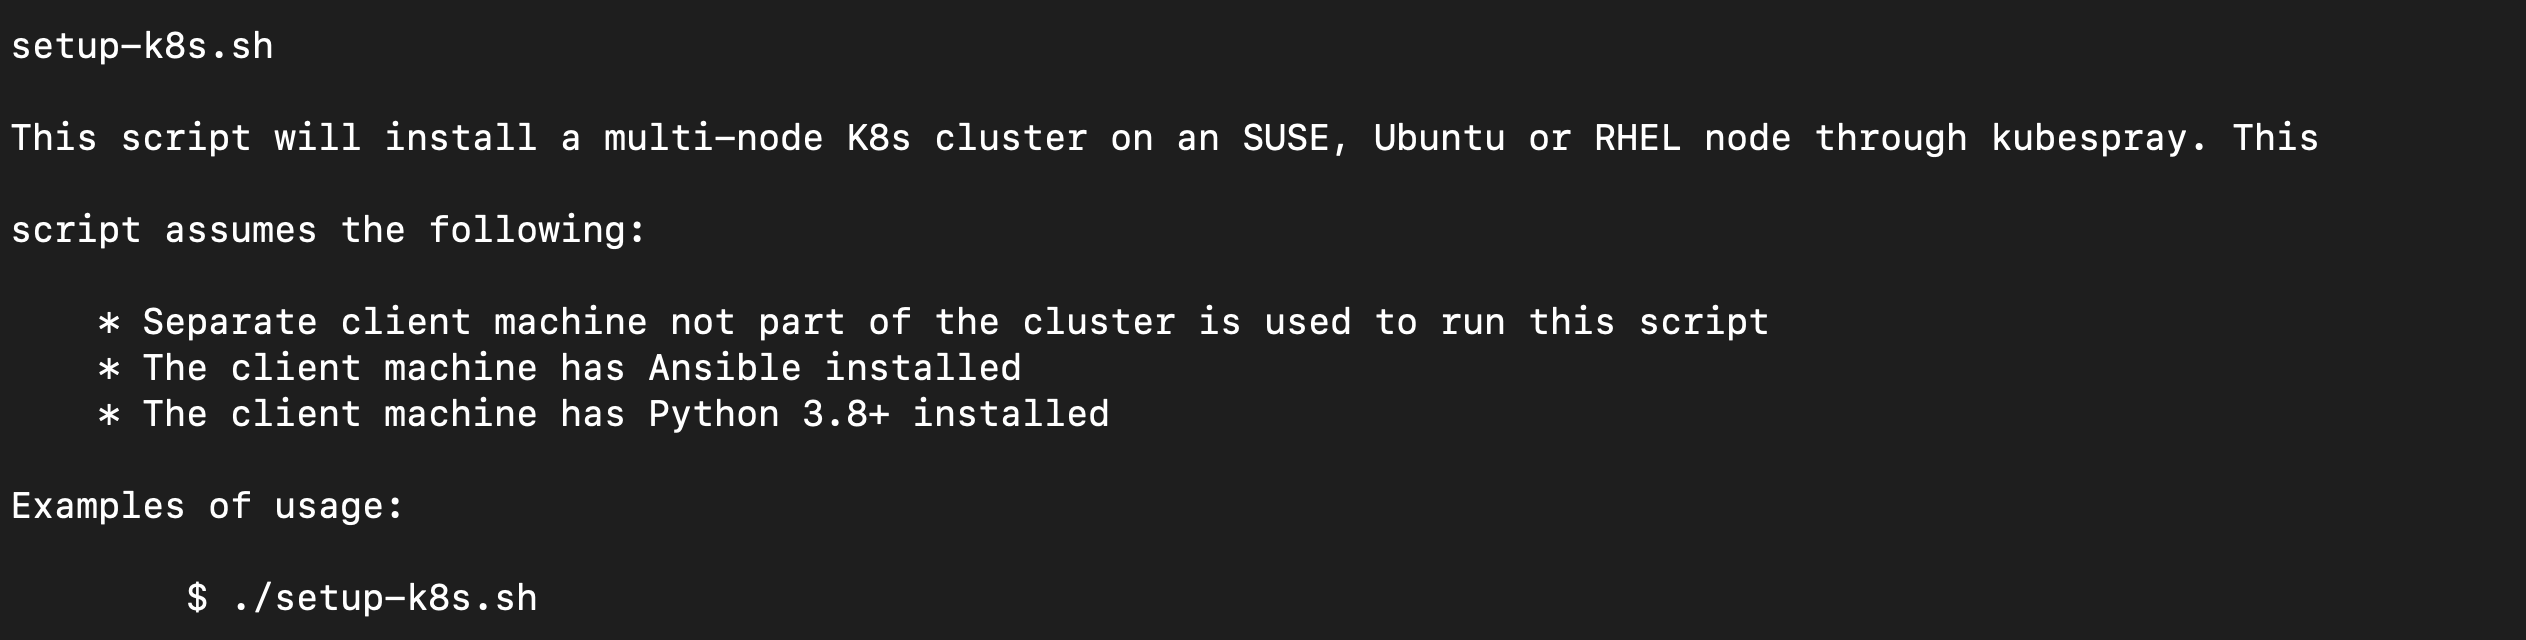 setup-k8s.sh
This script will install a multi-node K8s cluster on an SUSE, Ubuntu or RHEL node through kubespray. This
script assumes the following:
* Separate client machine not part of the cluster is used to run this script
* The client machine has Ansible installed
* The client machine has Python 3.8+ installed
Examples of usage:
$ ./setup-k8s.sh